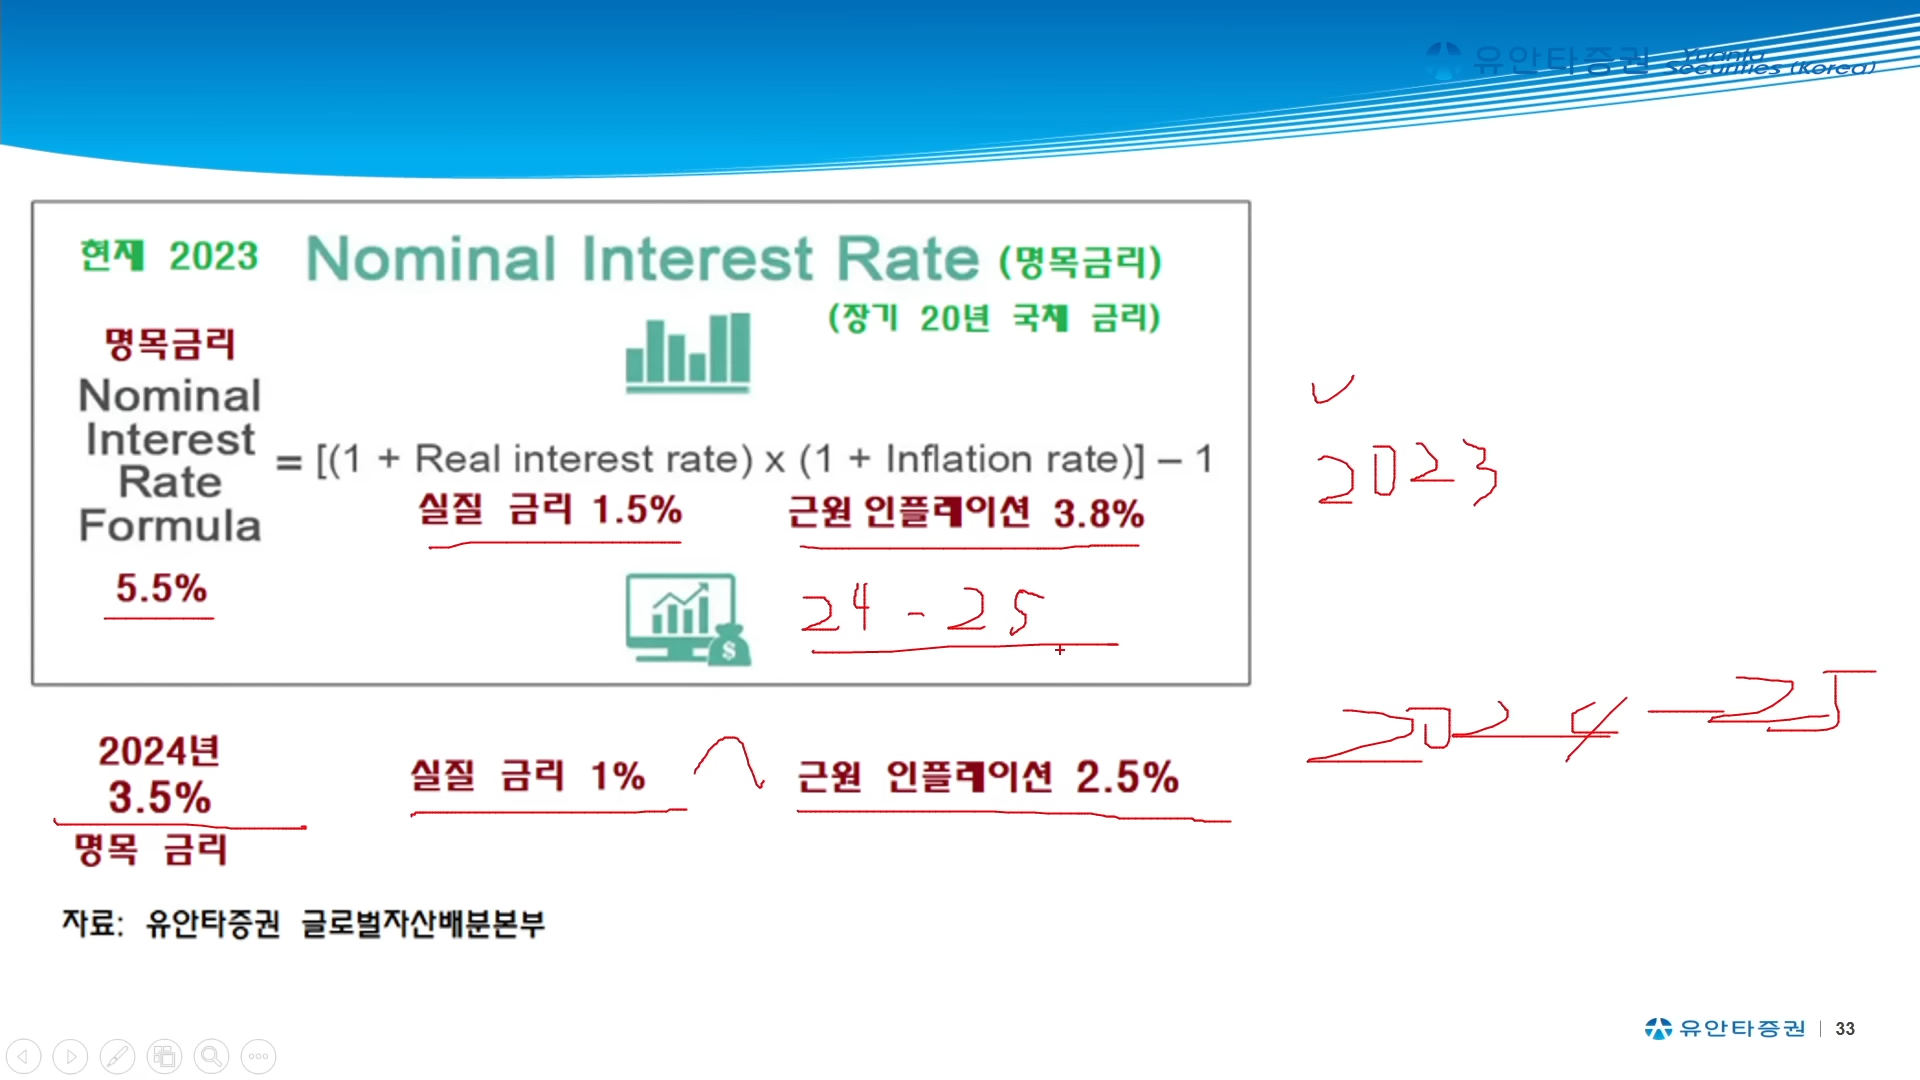 유안타증권 Yuanta Securities (Korea)
현재 2023 Nominal Interest Rate (명목금리)
(장기 20년 국채 금리)
명목금리
Nominal
Interest
Rate
Formula
= [(1 + Real interest rate) x (1 + Inflation rate)] – 1
실질 금리 1.5% 근원 인플레이션 3.8%
5.5%
$
24 - 25
2023
2024 - 25
2024년
3.5%
명목 금리
실질 금리 1% 근원 인플레이션 2.5%
자료: 유안타증권 글로벌자산배분본부
유안타증권 | 33